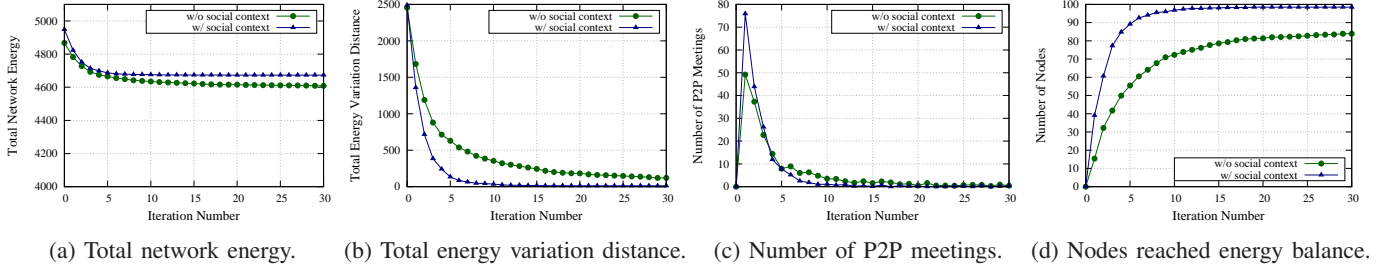 5000
4800
4600
4400
4200
4000
0 5 10 15 20 25 30
Total Network Energy
Iteration Number
w/o social context
w/ social context
(a) Total network energy.
2500
2000
1500
1000
500
0
0 5 10 15 20 25 30
Total Energy Variation Distance
Iteration Number
w/o social context
w/ social context
(b) Total energy variation distance.
80
70
60
50
40
30
20
10
0
0 5 10 15 20 25 30
Number of P2P Meetings
Iteration Number
w/o social context
w/ social context
(c) Number of P2P meetings.
100
90
80
70
60
50
40
30
20
10
0
0 5 10 15 20 25 30
Number of Nodes
Iteration Number
w/o social context
w/ social context
(d) Nodes reached energy balance.